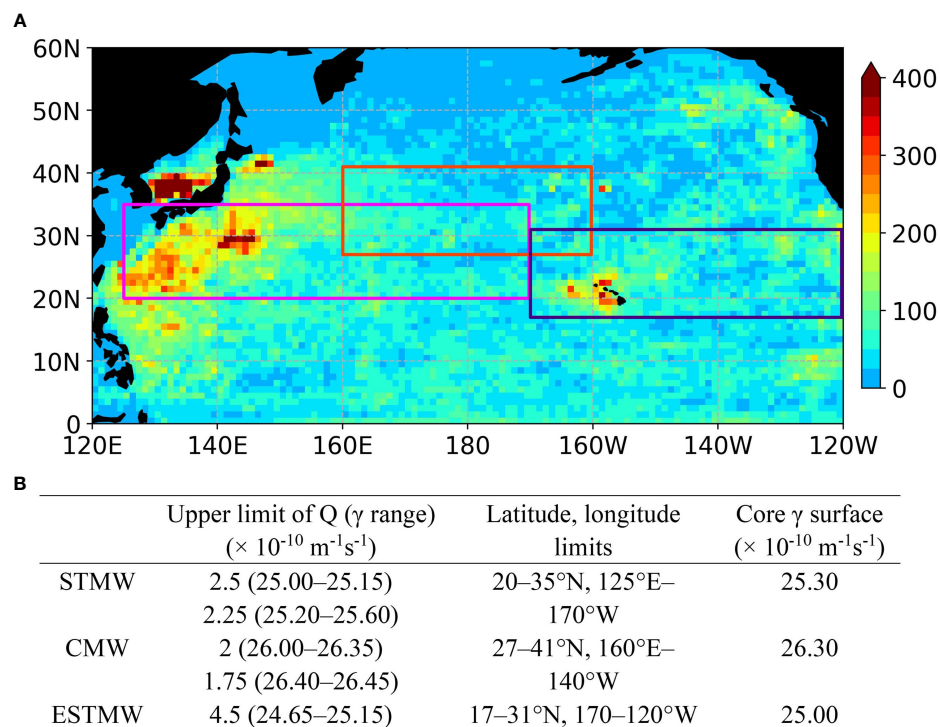 A
60N
50N
40N
30N
20N
10N
0
120E 140E 160E 180 160W 140W 120W
400
300
200
100
0
B
Upper limit of Q (γ range) Latitude, longitude Core γ surface
(× 10⁻¹⁰ m⁻¹s⁻¹) limits (× 10⁻¹⁰ m⁻¹s⁻¹)
STMW 2.5 (25.00–25.15) 20–35°N, 125°E– 25.30
2.25 (25.20–25.60) 170°W
CMW 2 (26.00–26.35) 27–41°N, 160°E– 26.30
1.75 (26.40–26.45) 140°W
ESTMW 4.5 (24.65–25.15) 17–31°N, 170–120°W 25.00